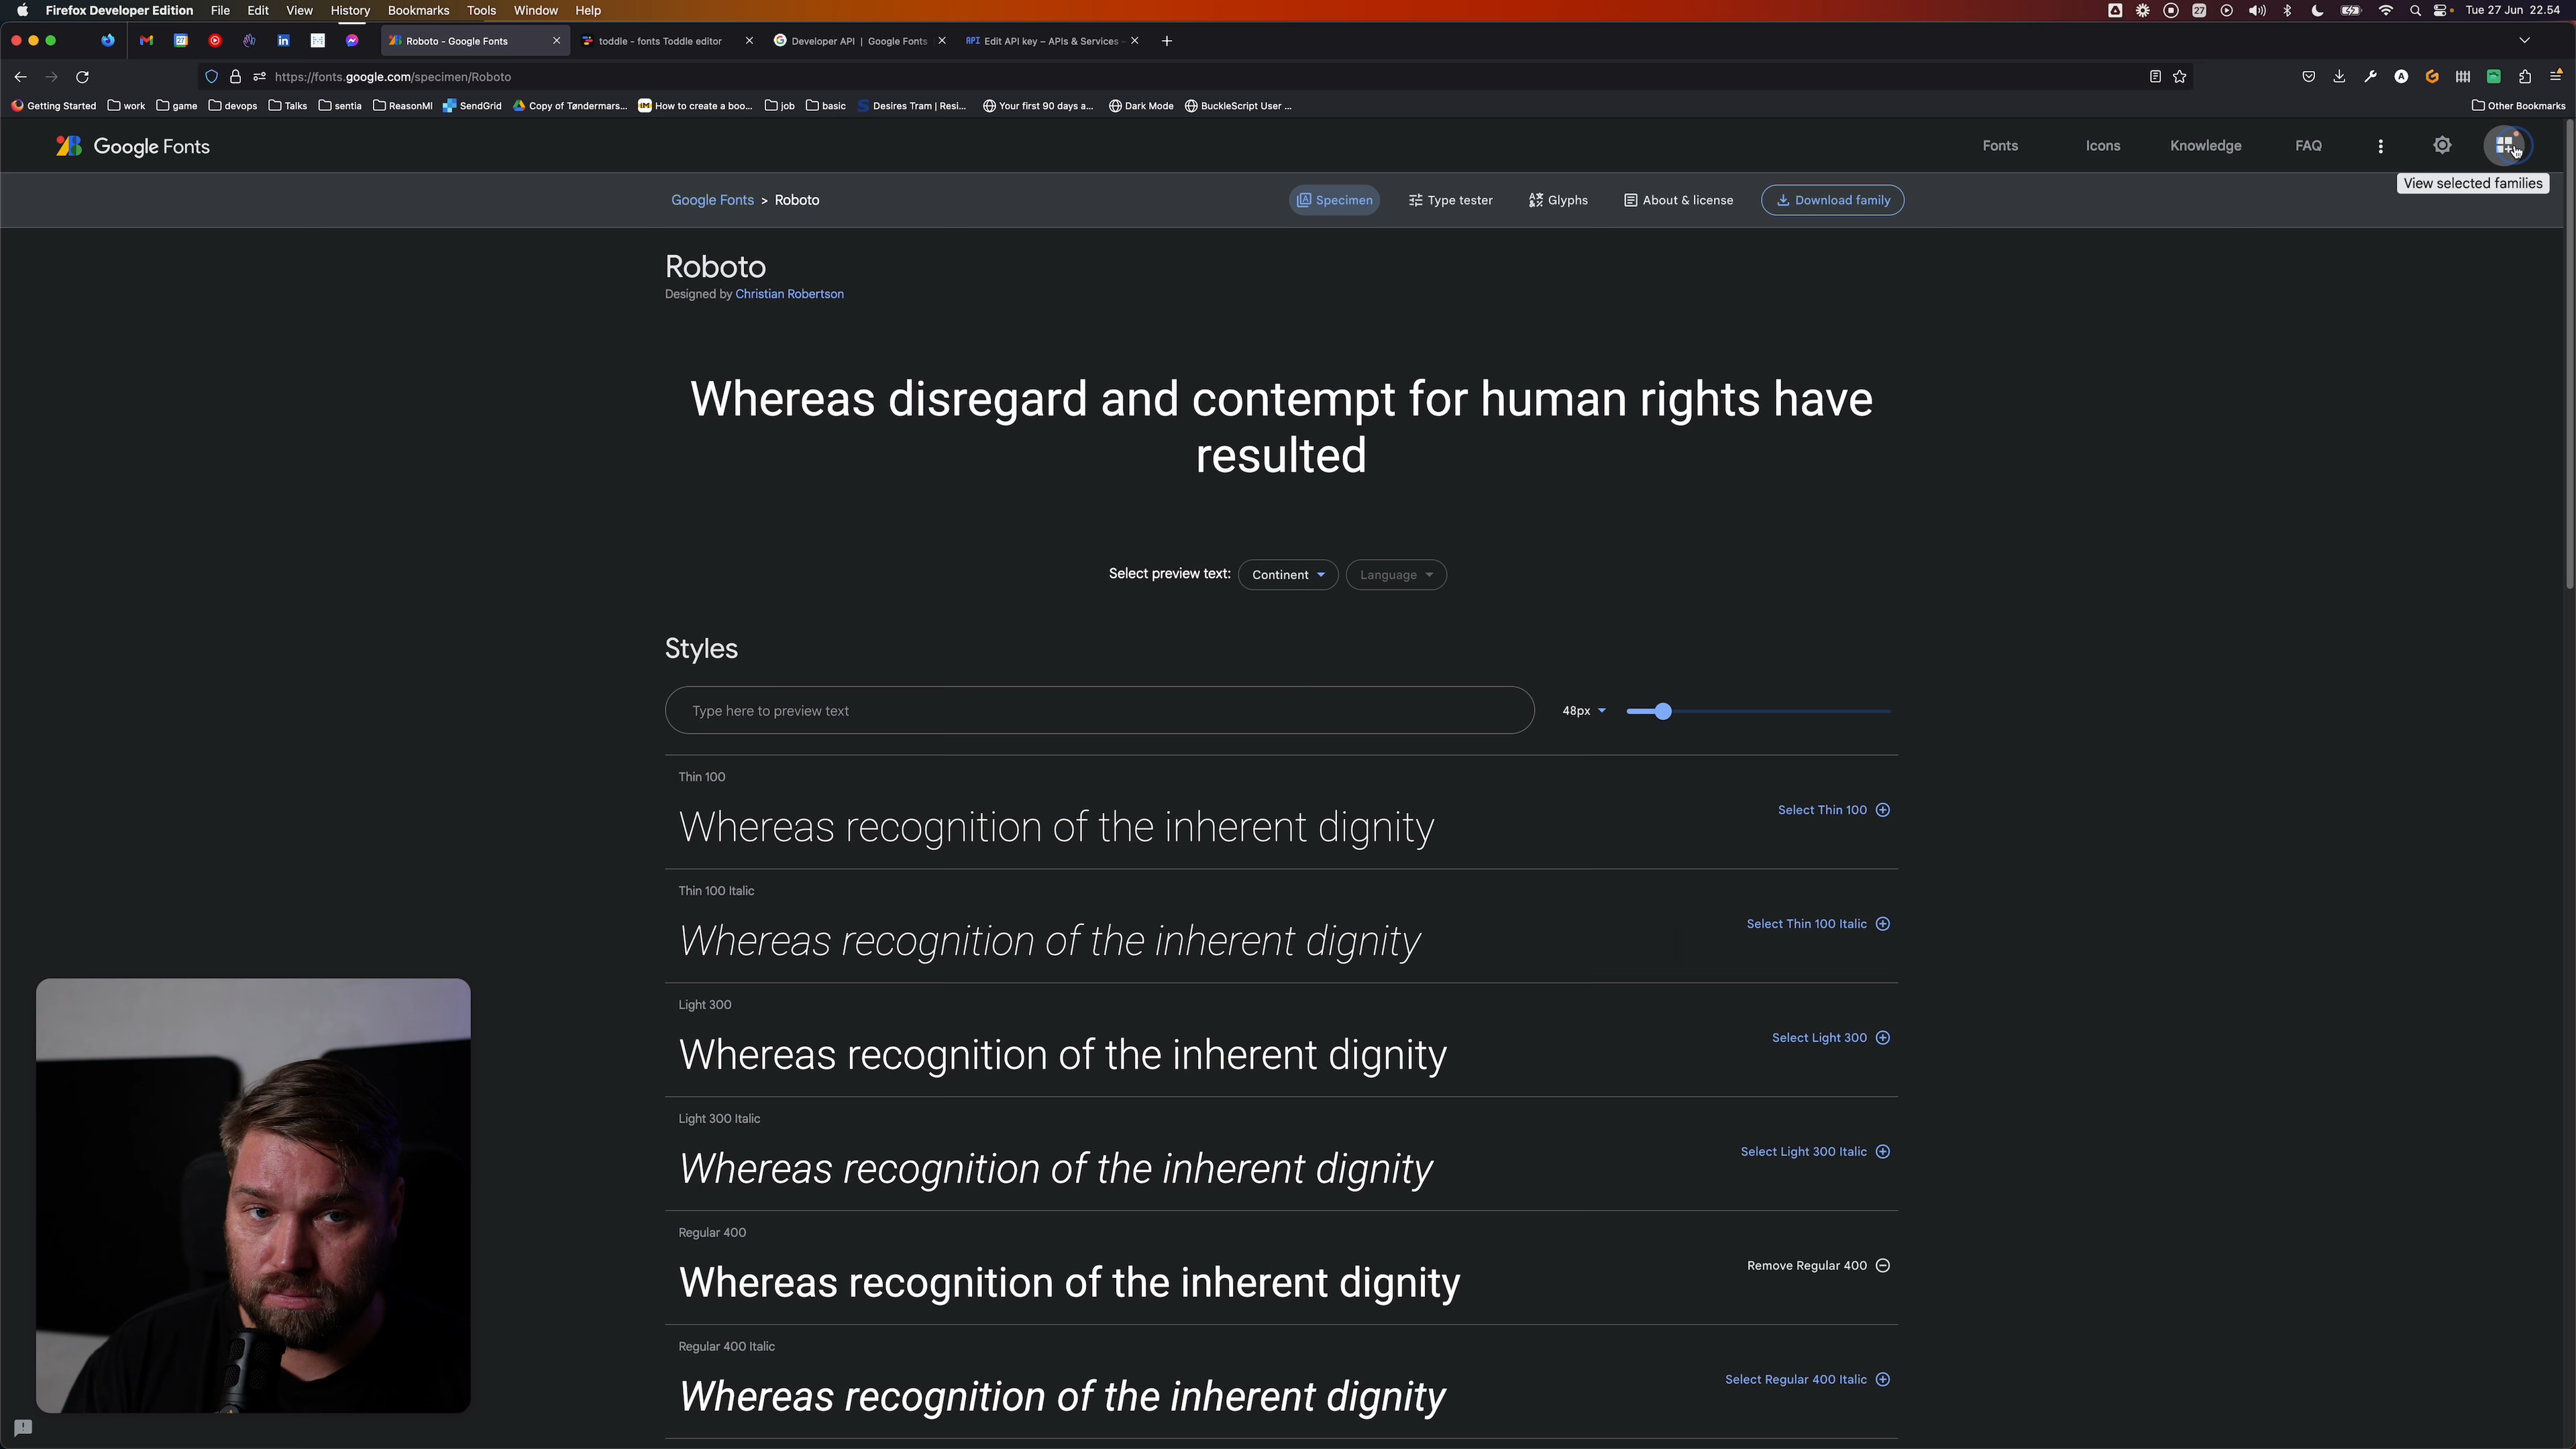 Firefox Developer Edition File Edit View History Bookmarks Tools Window Help
27 Tue 27 Jun 22.54
27 Roboto - Google Fonts toddle - fonts Toddle editor Developer API | Google Fonts API Edit API key – APIs & Services -
https://fonts.google.com/specimen/Roboto
Getting Started work game devops Talks sentia ReasonMl SendGrid Copy of Tøndermars... How to create a boo... job basic Desires Tram | Resi... Your first 90 days a... Dark Mode BuckleScript User ... Other Bookmarks
Google Fonts Fonts Icons Knowledge FAQ
View selected families
Google Fonts > Roboto Specimen Type tester Glyphs About & license Download family
Roboto
Designed by Christian Robertson
Whereas disregard and contempt for human rights have
resulted
Select preview text: Continent Language
Styles
Type here to preview text 48px
Thin 100
Whereas recognition of the inherent dignity Select Thin 100
Thin 100 Italic
Whereas recognition of the inherent dignity Select Thin 100 Italic
Light 300
Whereas recognition of the inherent dignity Select Light 300
Light 300 Italic
Whereas recognition of the inherent dignity Select Light 300 Italic
Regular 400
Whereas recognition of the inherent dignity Remove Regular 400
Regular 400 Italic
Whereas recognition of the inherent dignity Select Regular 400 Italic